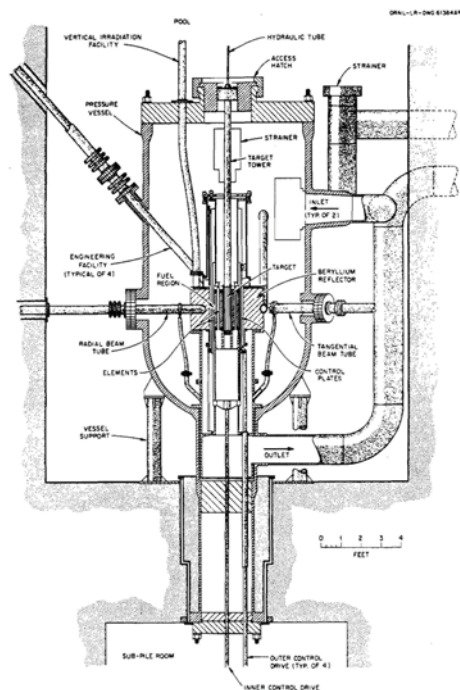 ORNL-LR-DWG 61364AR
POOL
VERTICAL IRRADIATION
FACILITY
HYDRAULIC TUBE
ACCESS
HATCH
STRAINER
PRESSURE
VESSEL
STRAINER
TARGET
TOWER
INLET
(TYP OF 2)
ENGINEERING
FACILITY
(TYPICAL OF 4)
FUEL
REGION
TARGET
BERYLLIUM
REFLECTOR
RADIAL BEAM
TUBE
TANGENTIAL
BEAM TUBE
ELEMENTS
CONTROL
PLATES
VESSEL
SUPPORT
OUTLET
0 1 2 3 4
FEET
SUB-PILE ROOM
OUTER CONTROL
DRIVE (TYP. OF 4)
INNER CONTROL DRIVE